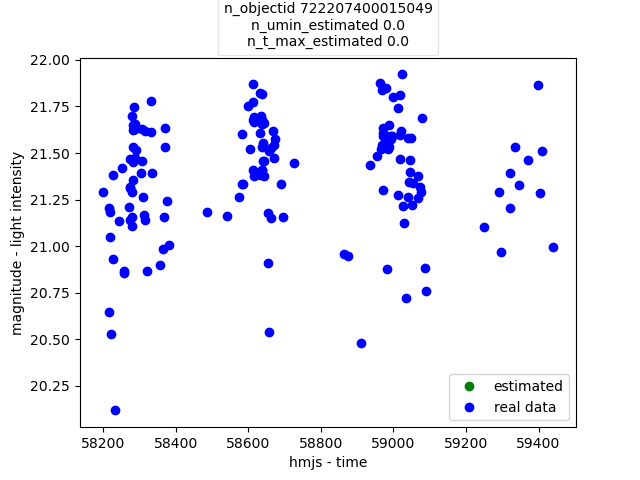 n_objectid 722207400015049
n_umin_estimated 0.0
n_t_max_estimated 0.0
22.00
21.75
21.50
21.25
21.00
20.75
20.50
20.25
magnitude - light intensity
estimated
real data
58200 58400 58600 58800 59000 59200 59400
hmjs - time